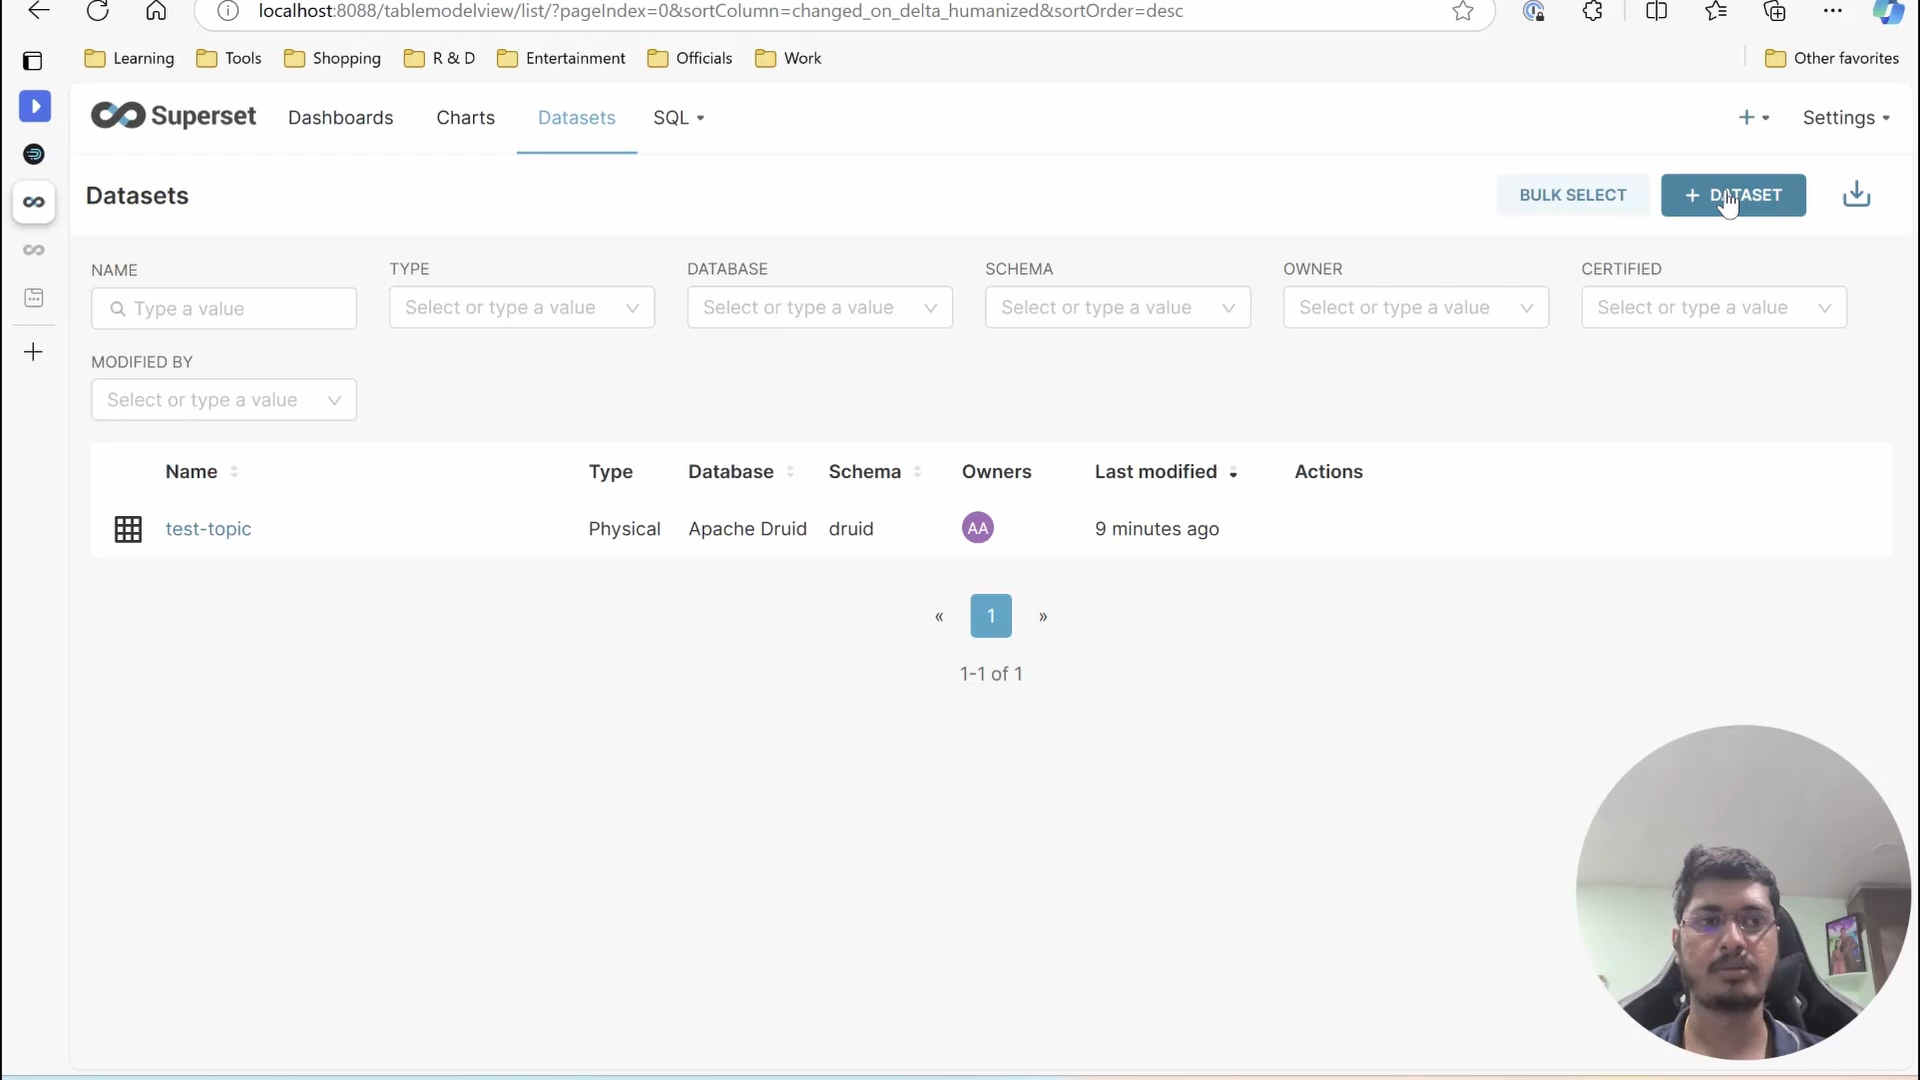 localhost:8088/tablemodelview/list/?pageIndex=0&sortColumn=changed_on_delta_humanized&sortOrder=desc
Learning Tools Shopping R & D Entertainment Officials Work Other favorites
Superset Dashboards Charts Datasets SQL + Settings
Datasets BULK SELECT + DATASET
NAME TYPE DATABASE SCHEMA OWNER CERTIFIED
Type a value Select or type a value Select or type a value Select or type a value Select or type a value Select or type a value
MODIFIED BY
Select or type a value
Name Type Database Schema Owners Last modified Actions
test-topic Physical Apache Druid druid AA 9 minutes ago
« 1 »
1-1 of 1